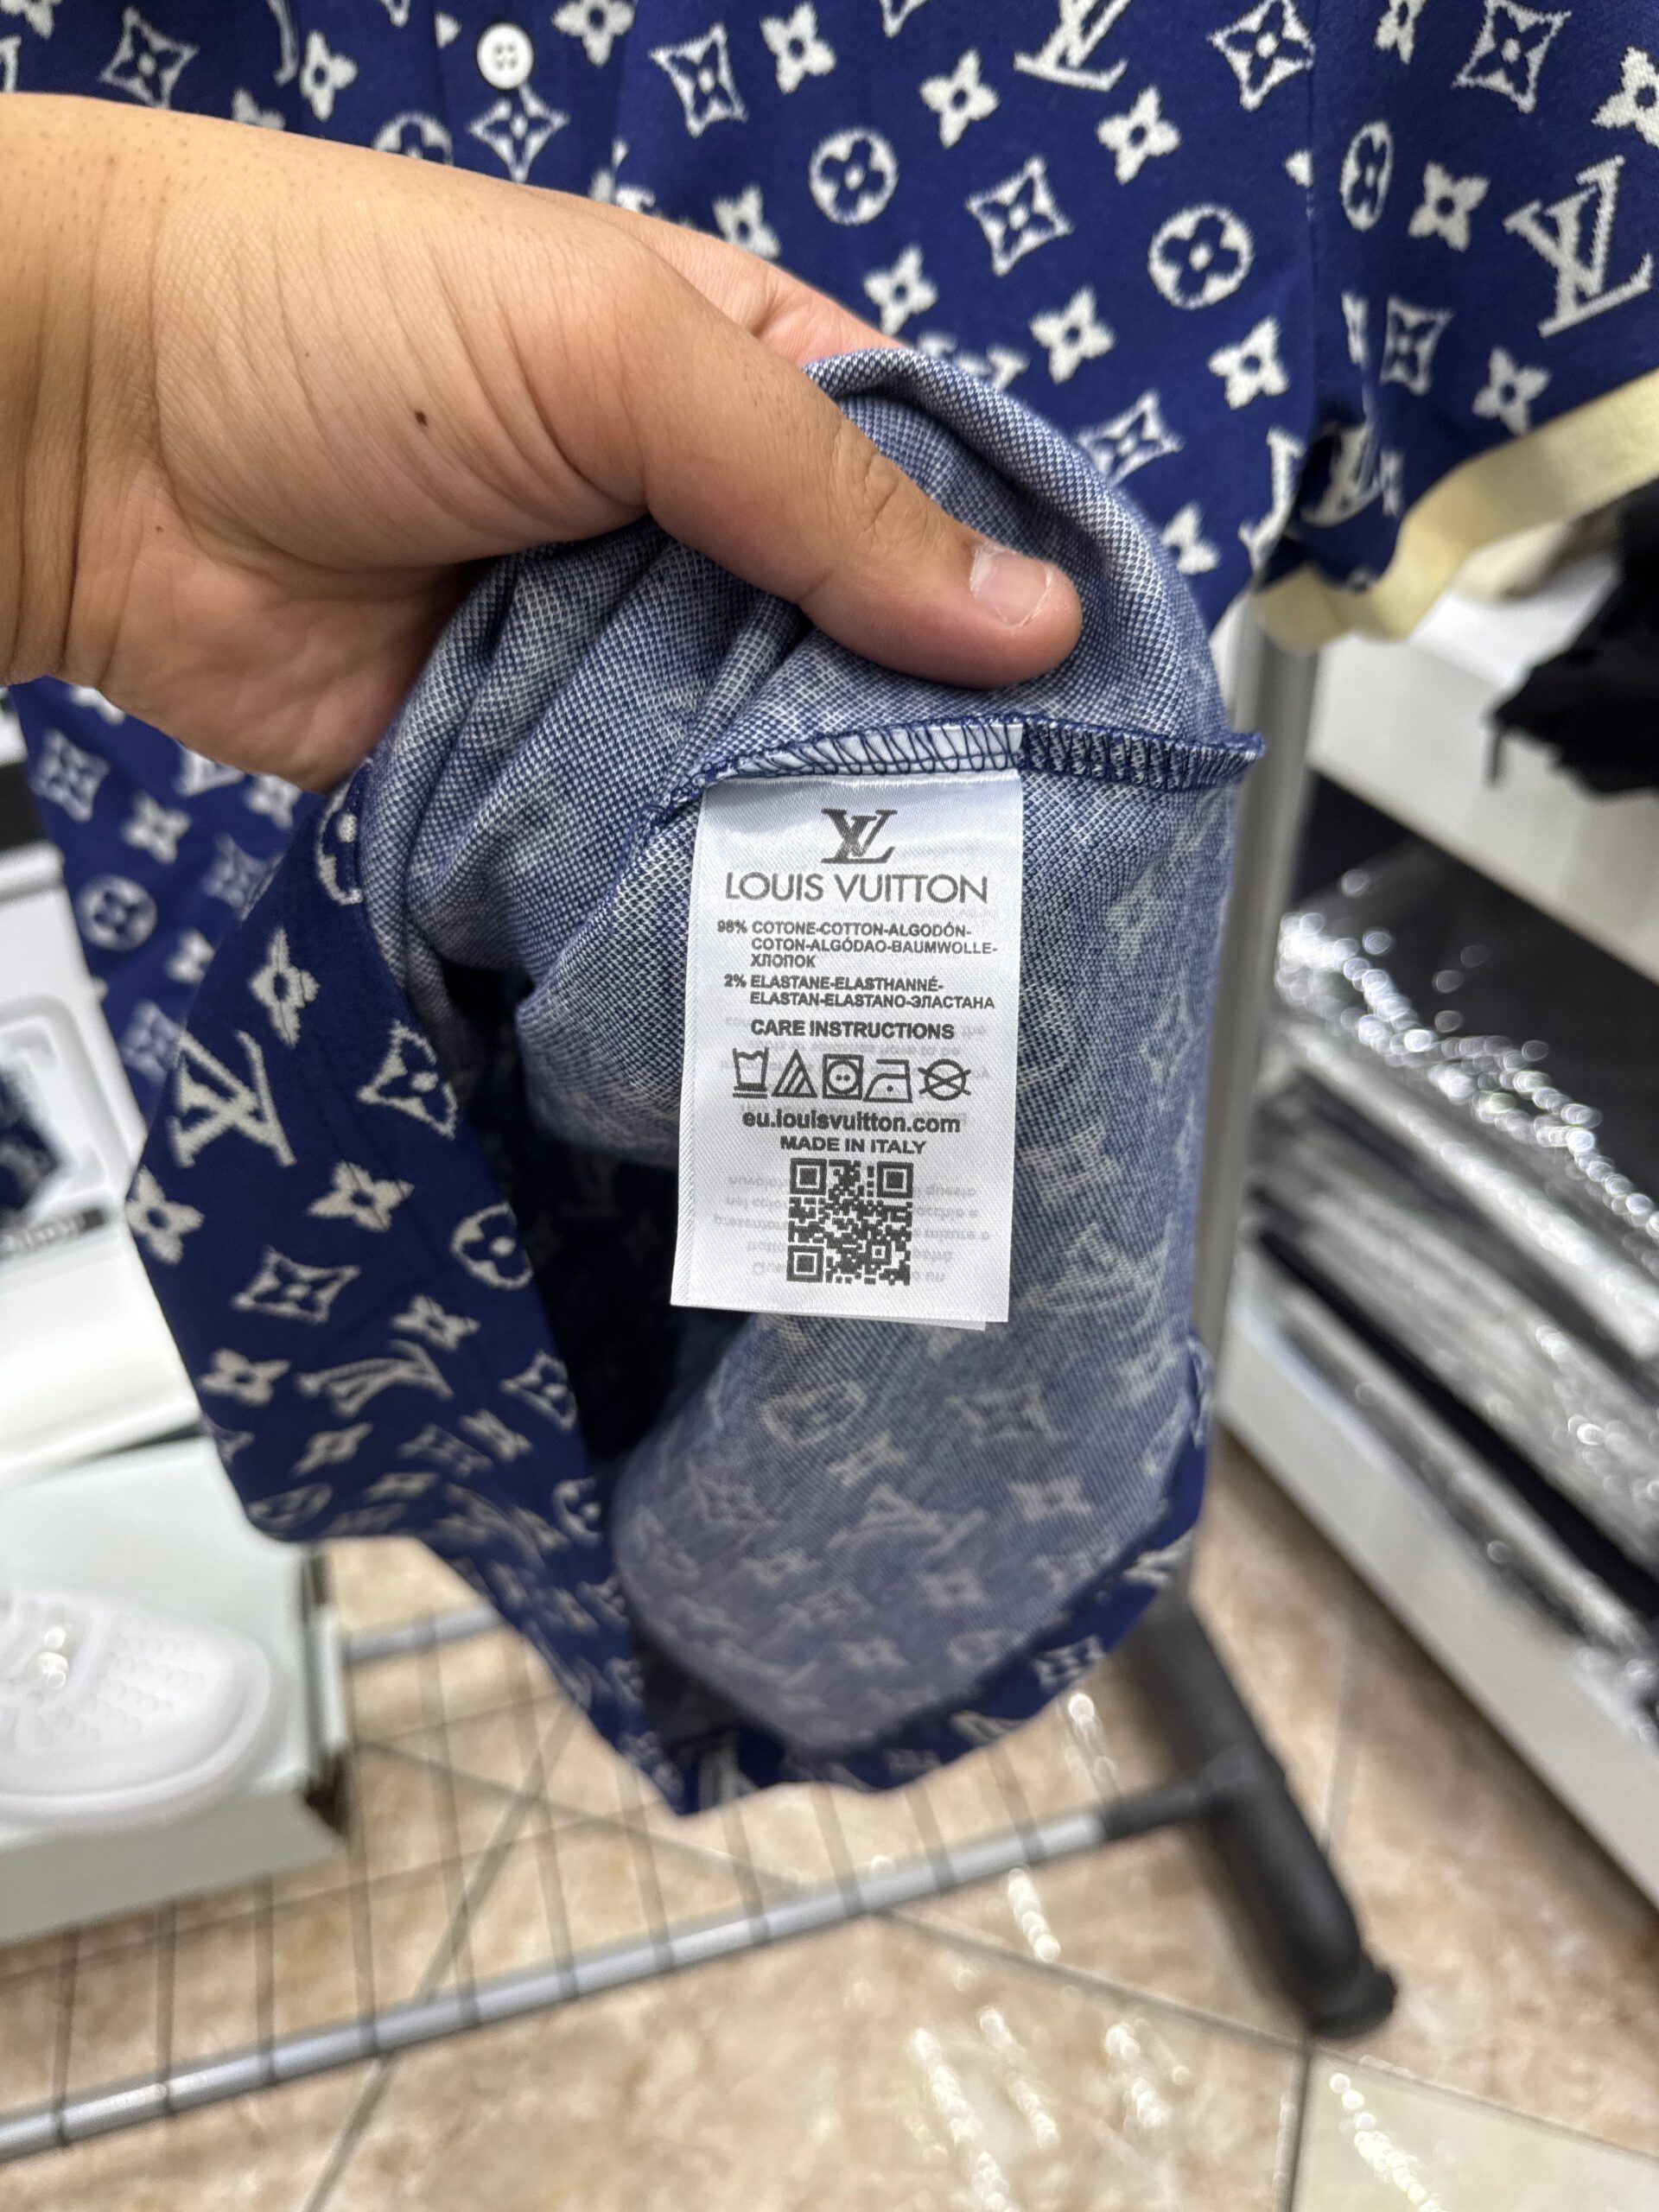 LV
LOUIS VUITTON
98% COTONE-COTTON-ALGODÓN-
COTON-ALGÓDAO-BAUMWOLLE-
ХЛОПОК
2% ELASTANE-ELASTHANNÉ-
ELASTAN-ELASTANO-ЭЛАСТАНА
CARE INSTRUCTIONS
eu.louisvuitton.com
MADE IN ITALY